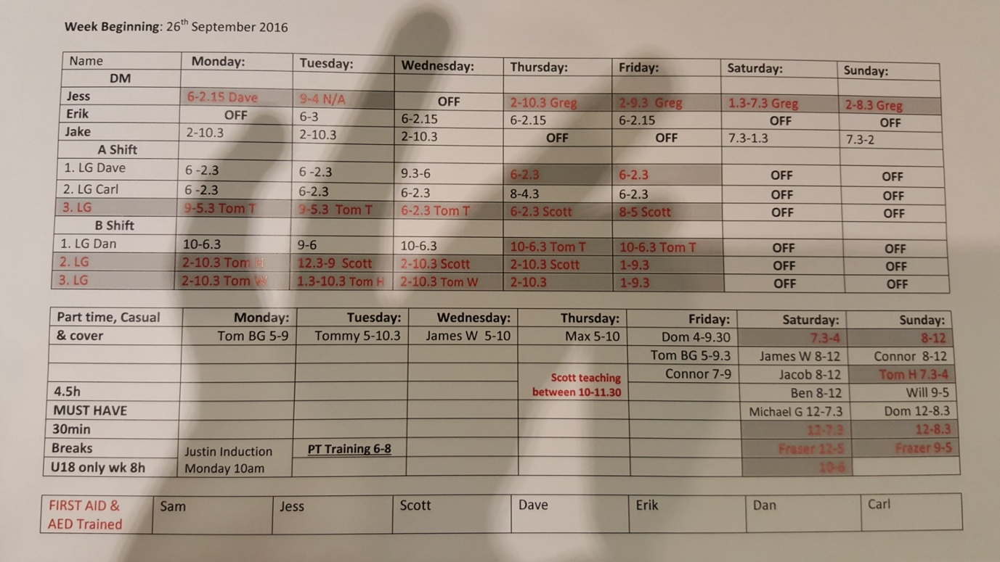 Week Beginning: 26th September 2016
Name Monday: Tuesday: Wednesday: Thursday: Friday: Saturday: Sunday:
DM
Jess 6-2.15 Dave 9-4 N/A OFF 2-10.3 Greg 2-9.3 Greg 1.3-7.3 Greg 2-8.3 Greg
Erik OFF 6-3 6-2.15 6-2.15 6-2.15 OFF OFF
Jake 2-10.3 2-10.3 2-10.3 OFF OFF 7.3-1.3 7.3-2
A Shift
1. LG Dave 6 -2.3 6 -2.3 9.3-6 6-2.3 6-2.3 OFF OFF
2. LG Carl 6 -2.3 6-2.3 6-2.3 8-4.3 6-2.3 OFF OFF
3. LG 9-5.3 Tom T 9-5.3 Tom T 6-2.3 Tom T 6-2.3 Scott 8-5 Scott OFF OFF
B Shift
1. LG Dan 10-6.3 9-6 10-6.3 10-6.3 Tom T 10-6.3 Tom T OFF OFF
2. LG 2-10.3 Tom H 12.3-9 Scott 2-10.3 Scott 2-10.3 Scott 1-9.3 OFF OFF
3. LG 2-10.3 Tom W 1.3-10.3 Tom H 2-10.3 Tom W 2-10.3 1-9.3 OFF OFF
Part time, Casual Monday: Tuesday: Wednesday: Thursday: Friday: Saturday: Sunday:
& cover Tom BG 5-9 Tommy 5-10.3 James W 5-10 Max 5-10 Dom 4-9.30 7.3-4 8-12
Tom BG 5-9.3 James W 8-12 Connor 8-12
Scott teaching Connor 7-9 Jacob 8-12 Tom H 7.3-4
4.5h between 10-11.30 Ben 8-12 Will 9-5
MUST HAVE Michael G 12-7.3 Dom 12-8.3
30min 12-7.3 12-8.3
Breaks Justin Induction PT Training 6-8 Fraser 12-5 Frazer 9-5
U18 only wk 8h Monday 10am 10-6
FIRST AID & Sam Jess Scott Dave Erik Dan Carl
AED Trained